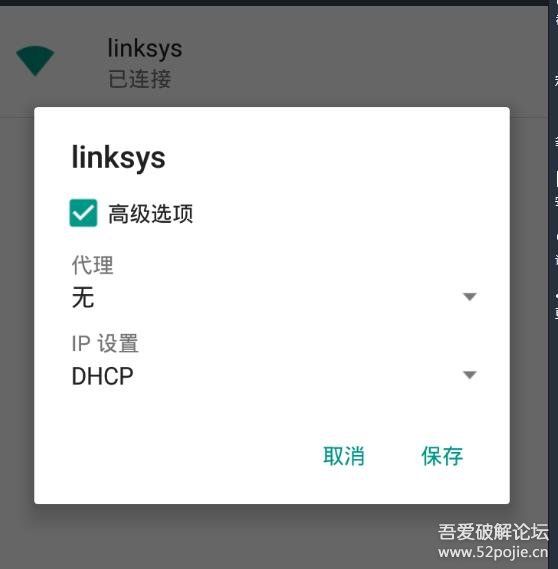 linksys
已连接
linksys
高级选项
代理
无
IP 设置
DHCP
取消
保存
吾爱破解论坛
www.52pojie.cn